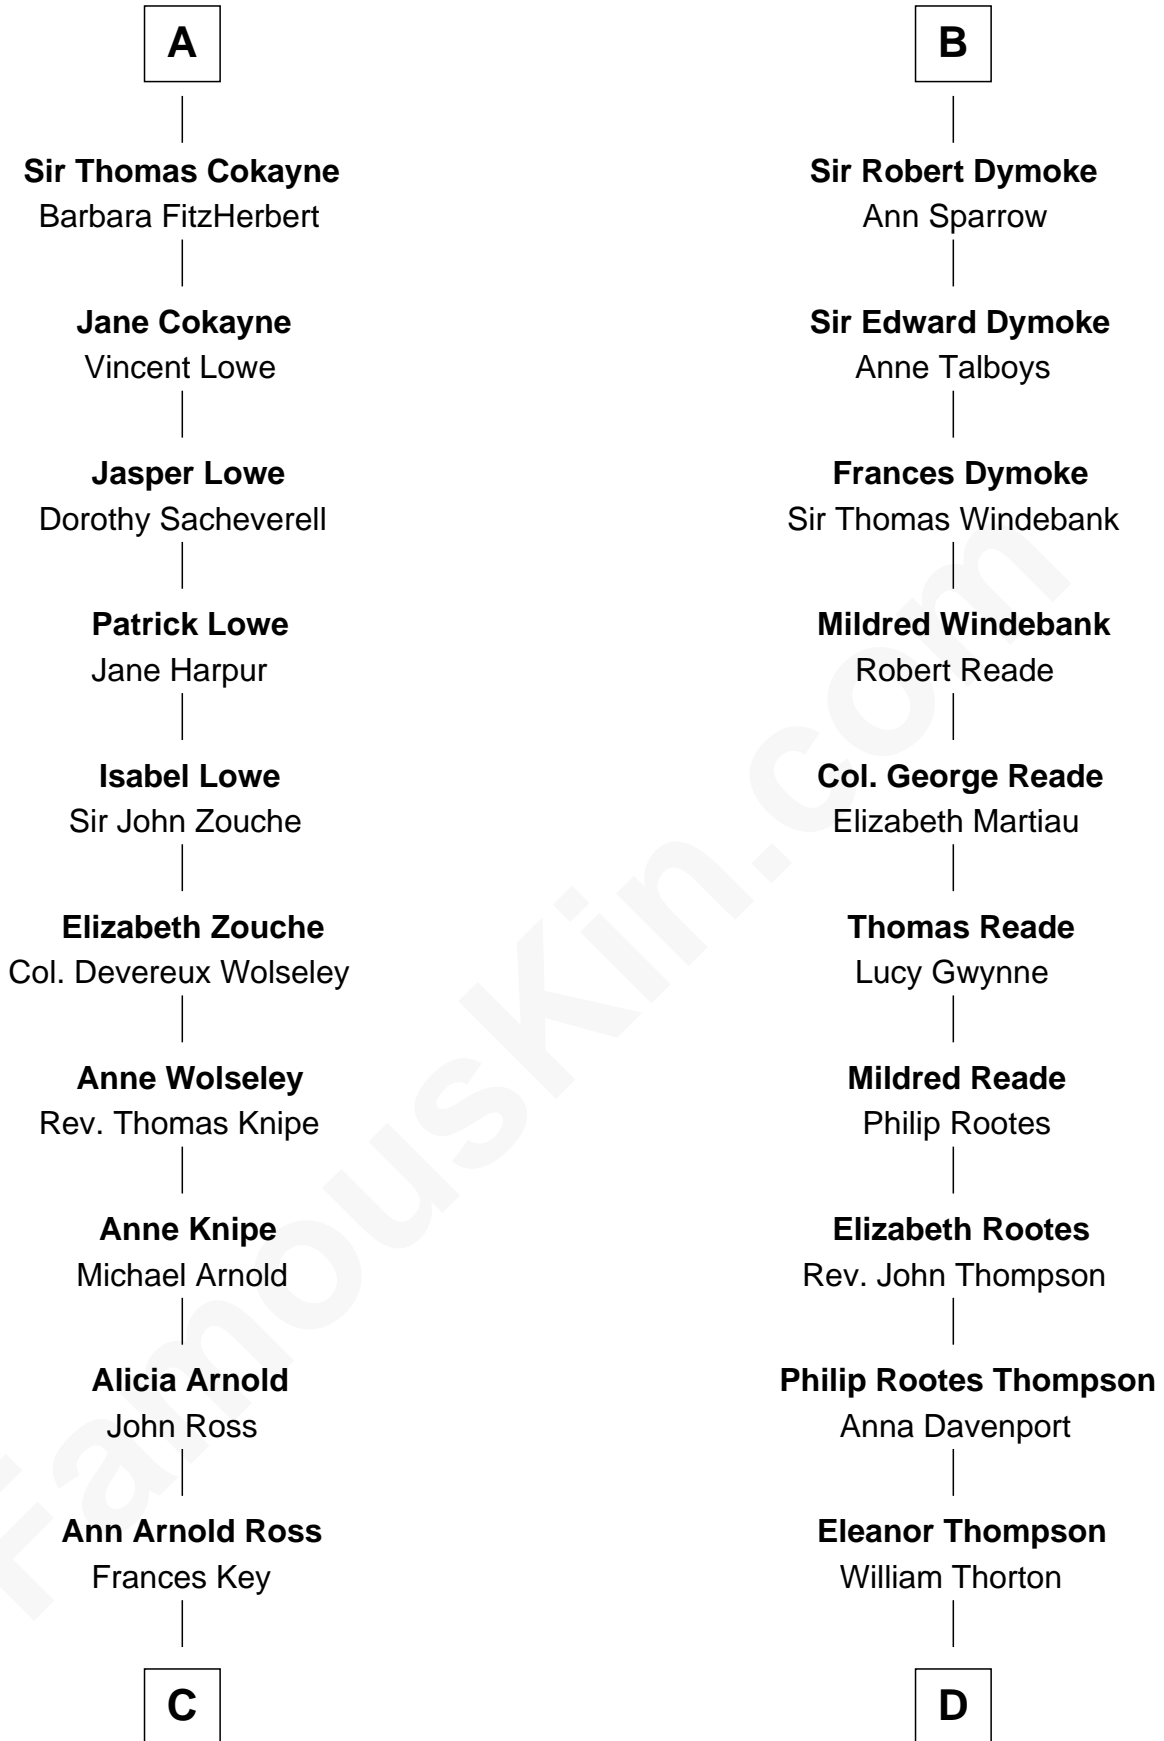 A
Sir Thomas Cokayne
Barbara FitzHerbert
Jane Cokayne
Vincent Lowe
Jasper Lowe
Dorothy Sacheverell
Patrick Lowe
Jane Harpur
Isabel Lowe
Sir John Zouche
Elizabeth Zouche
Col. Devereux Wolseley
Anne Wolseley
Rev. Thomas Knipe
Anne Knipe
Michael Arnold
Alicia Arnold
John Ross
Ann Arnold Ross
Frances Key
C
B
Sir Robert Dymoke
Ann Sparrow
Sir Edward Dymoke
Anne Talboys
Frances Dymoke
Sir Thomas Windebank
Mildred Windebank
Robert Reade
Col. George Reade
Elizabeth Martiau
Thomas Reade
Lucy Gwynne
Mildred Reade
Philip Rootes
Elizabeth Rootes
Rev. John Thompson
Philip Rootes Thompson
Anna Davenport
Eleanor Thompson
William Thorton
D
FamousKin.com